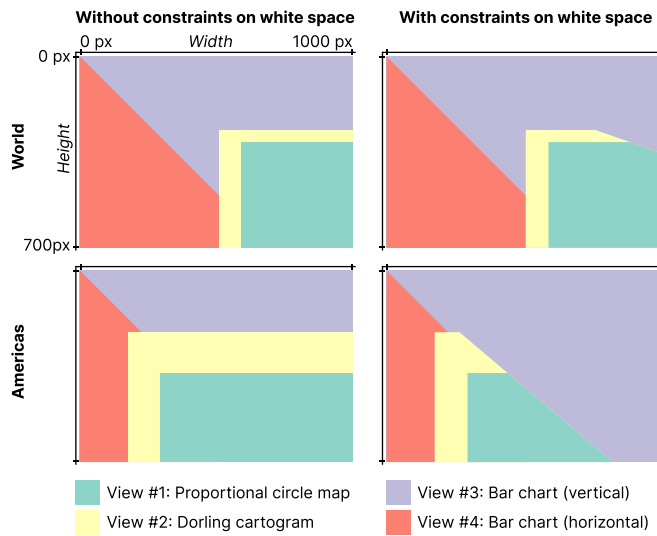 Without constraints on white space
With constraints on white space
0 px Width 1000 px
0 px
World
Height
700px
Americas
View #1: Proportional circle map
View #2: Dorling cartogram
View #3: Bar chart (vertical)
View #4: Bar chart (horizontal)